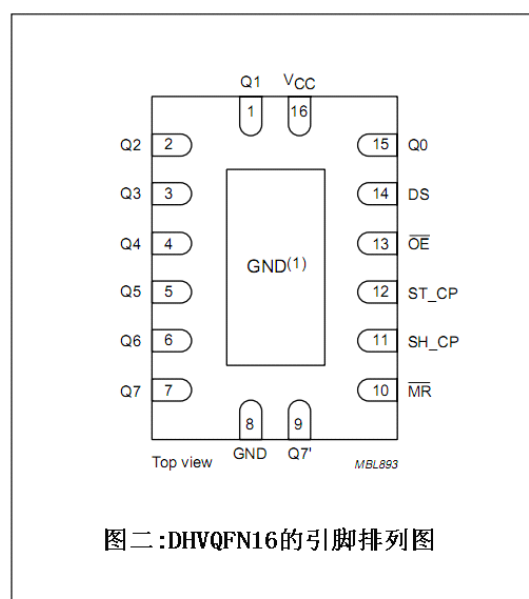 Q1 VCC
1 16
Q2 2 15 Q0
Q3 3 14 DS
Q4 4 13 OE
GND(1)
Q5 5 12 ST_CP
Q6 6 11 SH_CP
Q7 7 10 MR
8 9
Top view GND Q7' MBL893
图二:DHVQFN16的引脚排列图